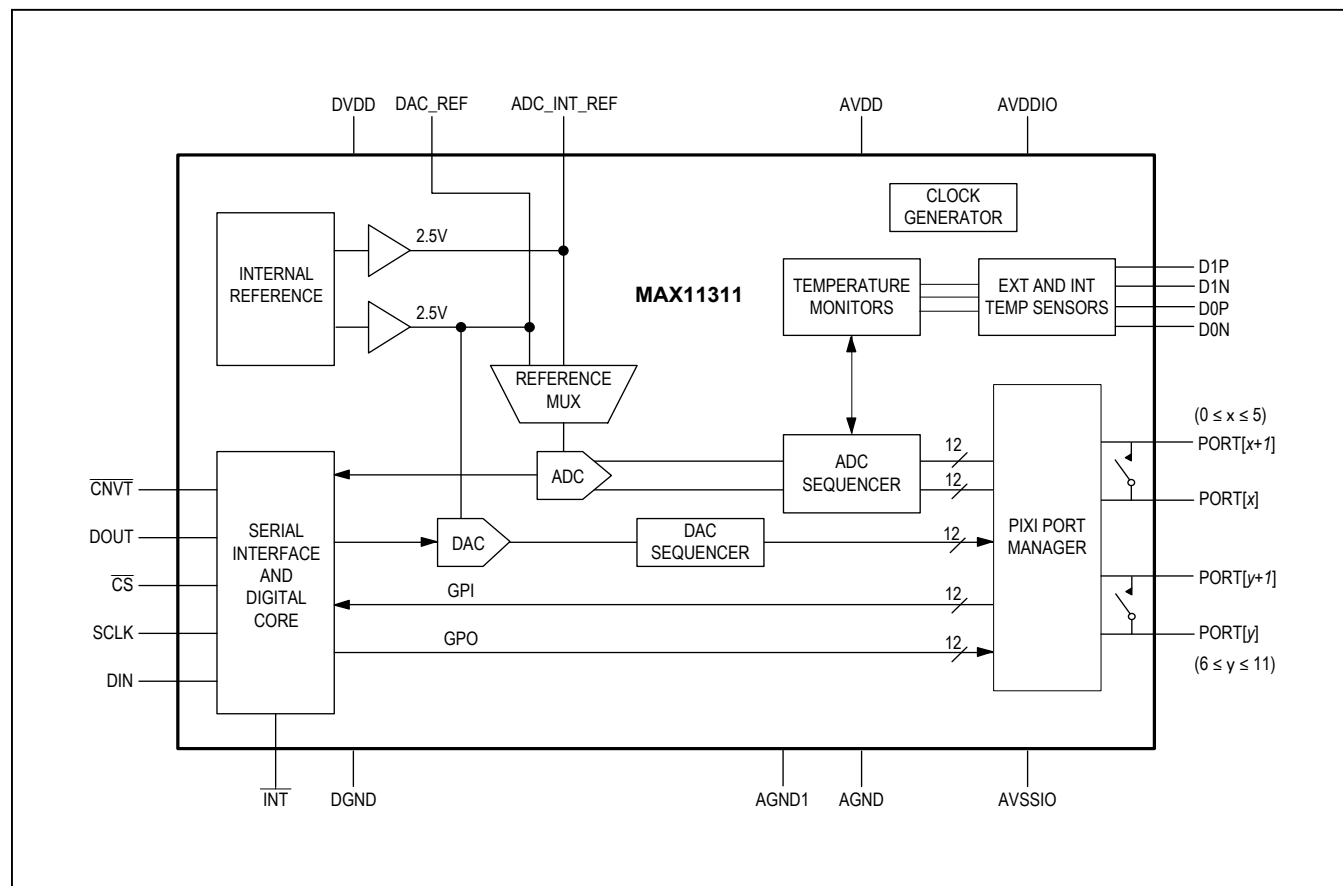 DVDD
DAC_REF
ADC_INT_REF
AVDD
AVDDIO
CLOCK
GENERATOR
INTERNAL
REFERENCE
2.5V
2.5V
MAX11311
TEMPERATURE
MONITORS
EXT AND INT
TEMP SENSORS
D1P
D1N
D0P
D0N
REFERENCE
MUX
ADC
ADC
SEQUENCER
12
12
PIXI PORT
MANAGER
(0 ≤ x ≤ 5)
PORT[x+1]
PORT[x]
CNVT
DOUT
CS
SCLK
DIN
SERIAL
INTERFACE
AND
DIGITAL
CORE
DAC
DAC
SEQUENCER
12
GPI
12
GPO
12
PORT[y+1]
PORT[y]
(6 ≤ y ≤ 11)
INT
DGND
AGND1
AGND
AVSSIO